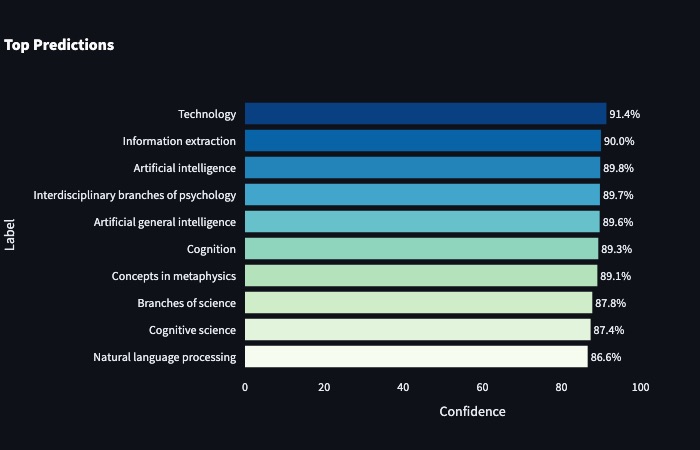 Top Predictions
Label
Technology 91.4%
Information extraction 90.0%
Artificial intelligence 89.8%
Interdisciplinary branches of psychology 89.7%
Artificial general intelligence 89.6%
Cognition 89.3%
Concepts in metaphysics 89.1%
Branches of science 87.8%
Cognitive science 87.4%
Natural language processing 86.6%
0 20 40 60 80 100
Confidence